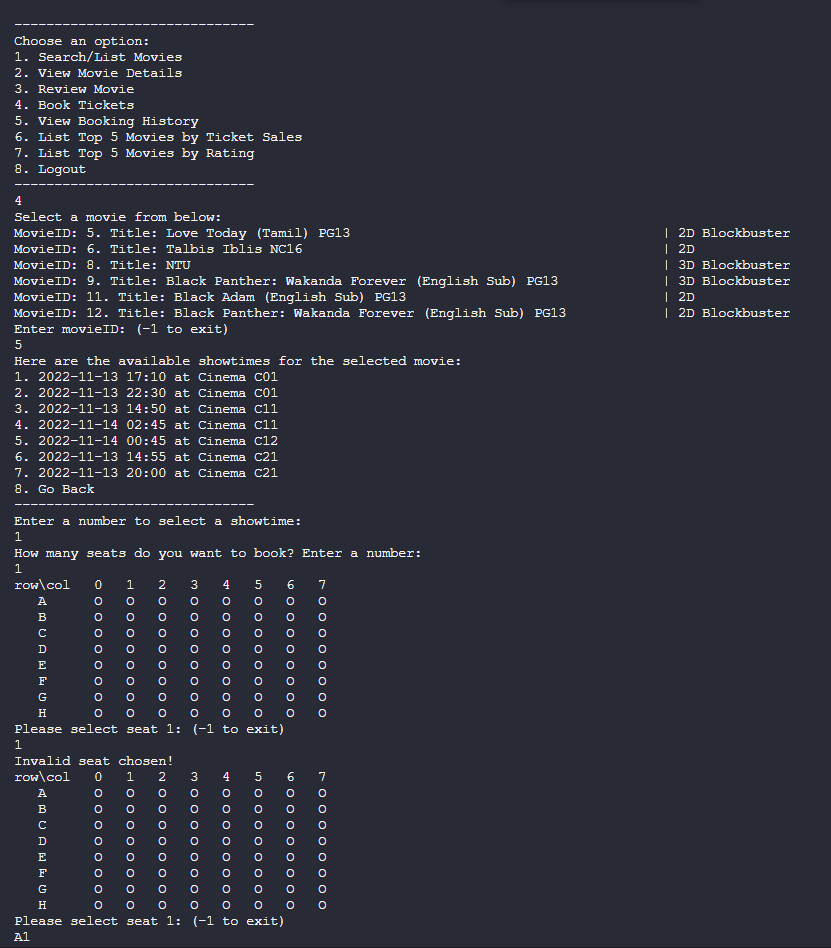 ------------------------------
Choose an option:
1. Search/List Movies
2. View Movie Details
3. Review Movie
4. Book Tickets
5. View Booking History
6. List Top 5 Movies by Ticket Sales
7. List Top 5 Movies by Rating
8. Logout
------------------------------
4
Select a movie from below:
MovieID: 5. Title: Love Today (Tamil) PG13                                       | 2D Blockbuster
MovieID: 6. Title: Talbis Iblis NC16                                             | 2D
MovieID: 8. Title: NTU                                                           | 3D Blockbuster
MovieID: 9. Title: Black Panther: Wakanda Forever (English Sub) PG13             | 3D Blockbuster
MovieID: 11. Title: Black Adam (English Sub) PG13                                | 2D
MovieID: 12. Title: Black Panther: Wakanda Forever (English Sub) PG13            | 2D Blockbuster
Enter movieID: (-1 to exit)
5
Here are the available showtimes for the selected movie:
1. 2022-11-13 17:10 at Cinema C01
2. 2022-11-13 22:30 at Cinema C01
3. 2022-11-13 14:50 at Cinema C11
4. 2022-11-14 02:45 at Cinema C11
5. 2022-11-14 00:45 at Cinema C12
6. 2022-11-13 14:55 at Cinema C21
7. 2022-11-13 20:00 at Cinema C21
8. Go Back
------------------------------
Enter a number to select a showtime:
1
How many seats do you want to book? Enter a number:
1
row\col   0   1   2   3   4   5   6   7
   A      O   O   O   O   O   O   O   O
   B      O   O   O   O   O   O   O   O
   C      O   O   O   O   O   O   O   O
   D      O   O   O   O   O   O   O   O
   E      O   O   O   O   O   O   O   O
   F      O   O   O   O   O   O   O   O
   G      O   O   O   O   O   O   O   O
   H      O   O   O   O   O   O   O   O
Please select seat 1: (-1 to exit)
1
Invalid seat chosen!
row\col   0   1   2   3   4   5   6   7
   A      O   O   O   O   O   O   O   O
   B      O   O   O   O   O   O   O   O
   C      O   O   O   O   O   O   O   O
   D      O   O   O   O   O   O   O   O
   E      O   O   O   O   O   O   O   O
   F      O   O   O   O   O   O   O   O
   G      O   O   O   O   O   O   O   O
   H      O   O   O   O   O   O   O   O
Please select seat 1: (-1 to exit)
A1